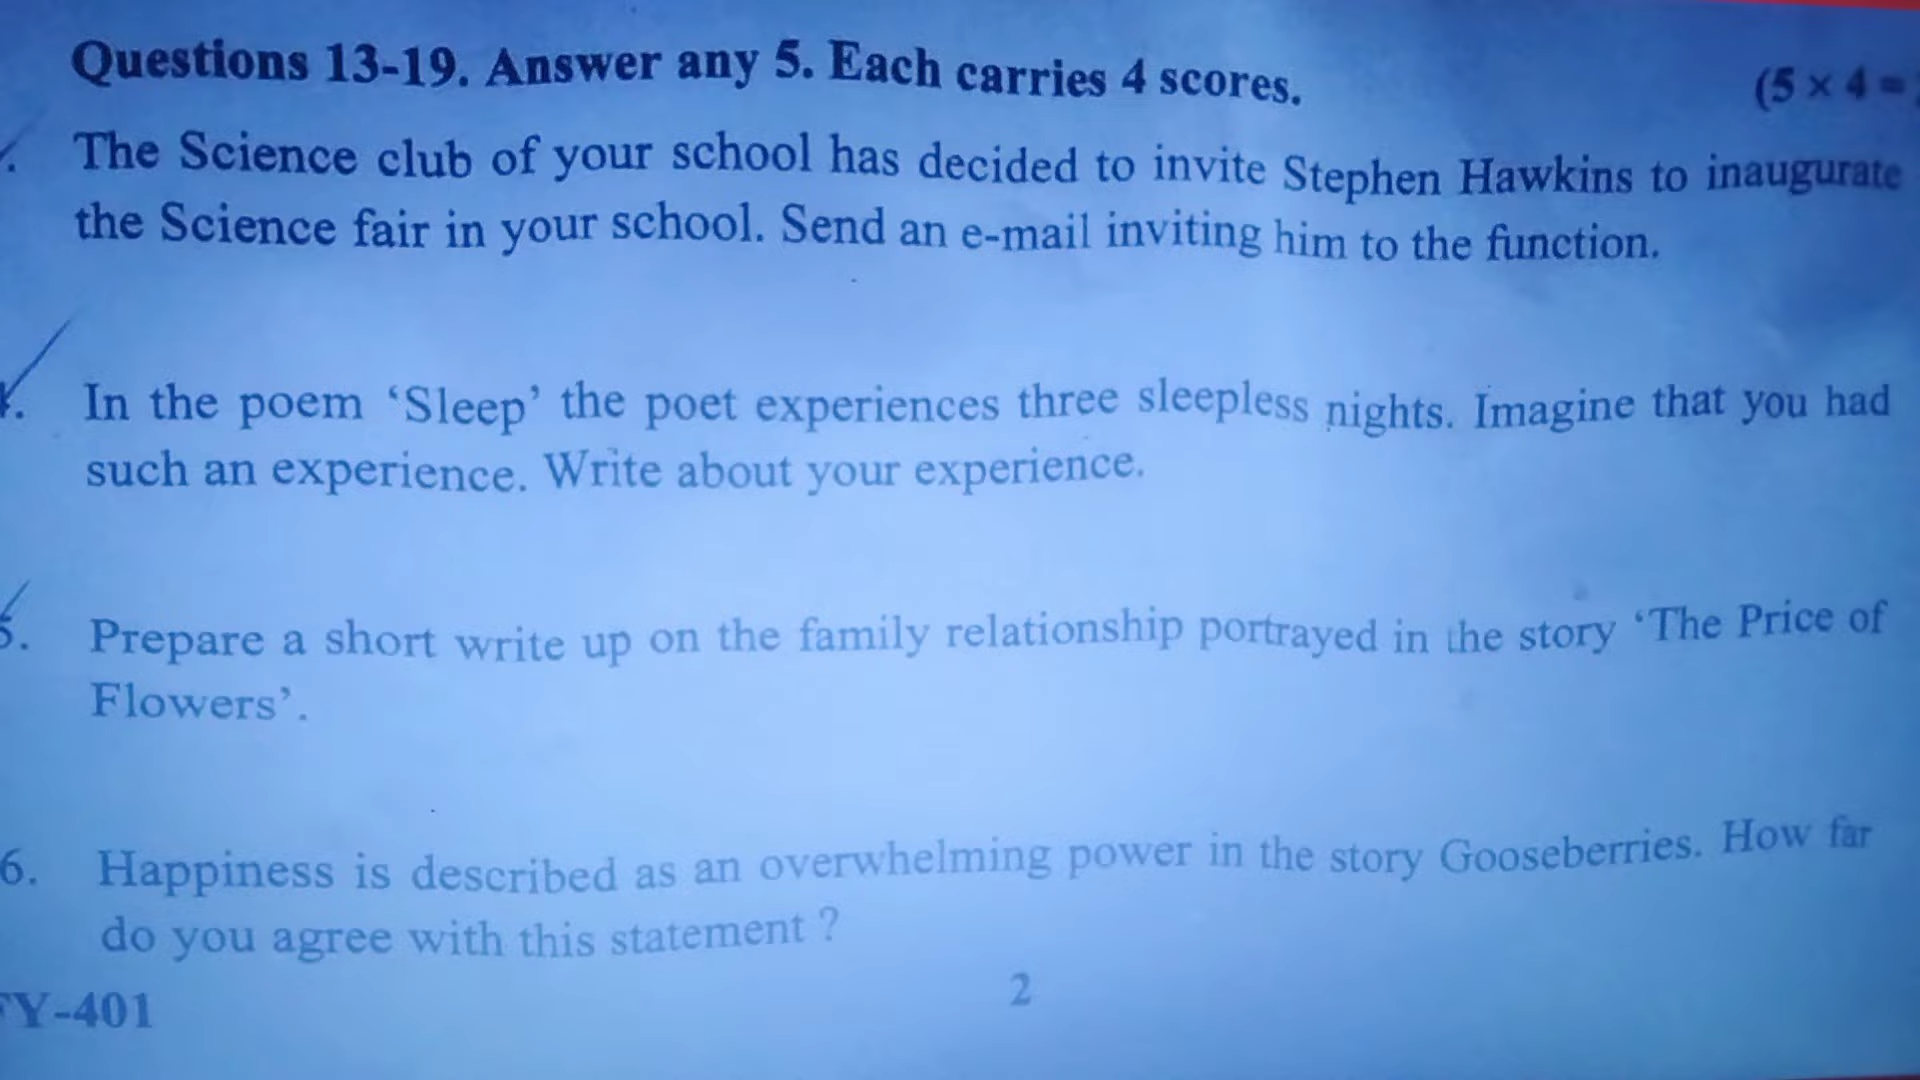 Questions 13-19. Answer any 5. Each carries 4 scores.
(5 × 4 =
The Science club of your school has decided to invite Stephen Hawkins to inaugurate
the Science fair in your school. Send an e-mail inviting him to the function.
In the poem ‘Sleep’ the poet experiences three sleepless nights. Imagine that you had
such an experience. Write about your experience.
5. Prepare a short write up on the family relationship portrayed in the story ‘The Price of
Flowers’.
6. Happiness is described as an overwhelming power in the story Gooseberries. How far
do you agree with this statement ?
FY-401
2